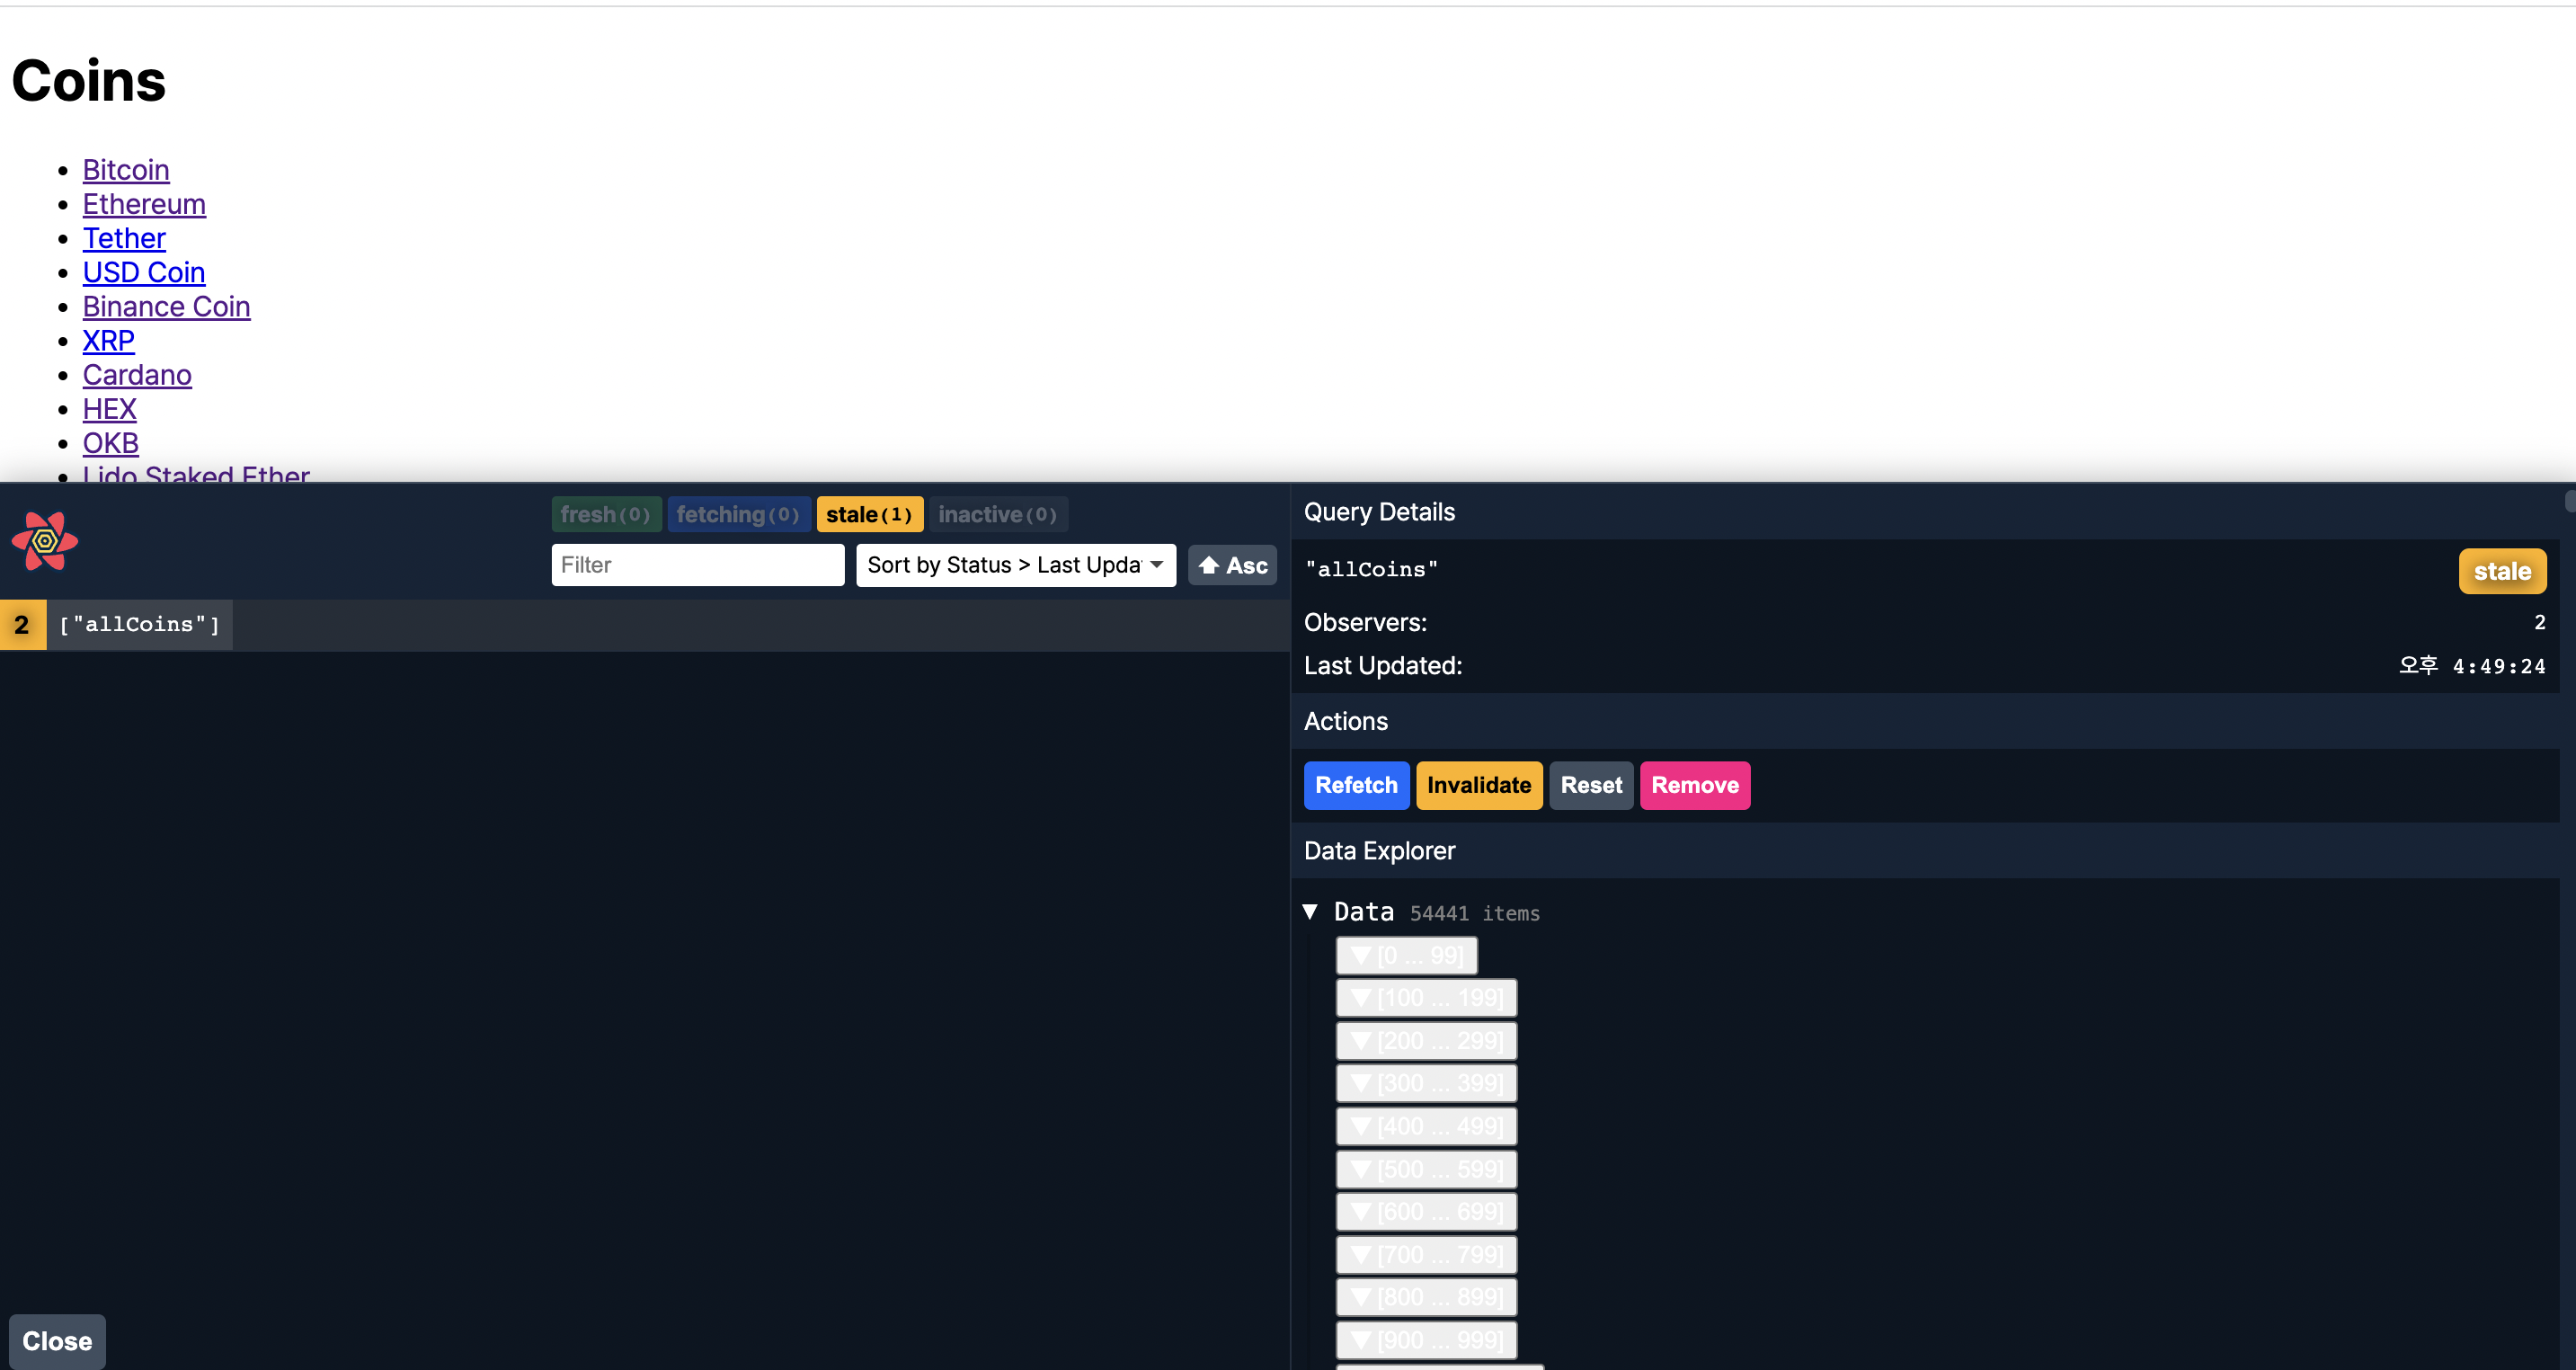 Coins
Bitcoin
Ethereum
Tether
USD Coin
Binance Coin
XRP
Cardano
HEX
OKB
Lido Staked Ether
fresh(0) fetching(0) stale(1) inactive(0)
Filter Sort by Status > Last Upda ⬆ Asc
2 ["allCoins"]
Close
Query Details
"allCoins" stale
Observers: 2
Last Updated: 오후 4:49:24
Actions
Refetch Invalidate Reset Remove
Data Explorer
▼ Data 54441 items
▼ [0 ... 99]
▼ [100 ... 199]
▼ [200 ... 299]
▼ [300 ... 399]
▼ [400 ... 499]
▼ [500 ... 599]
▼ [600 ... 699]
▼ [700 ... 799]
▼ [800 ... 899]
▼ [900 ... 999]